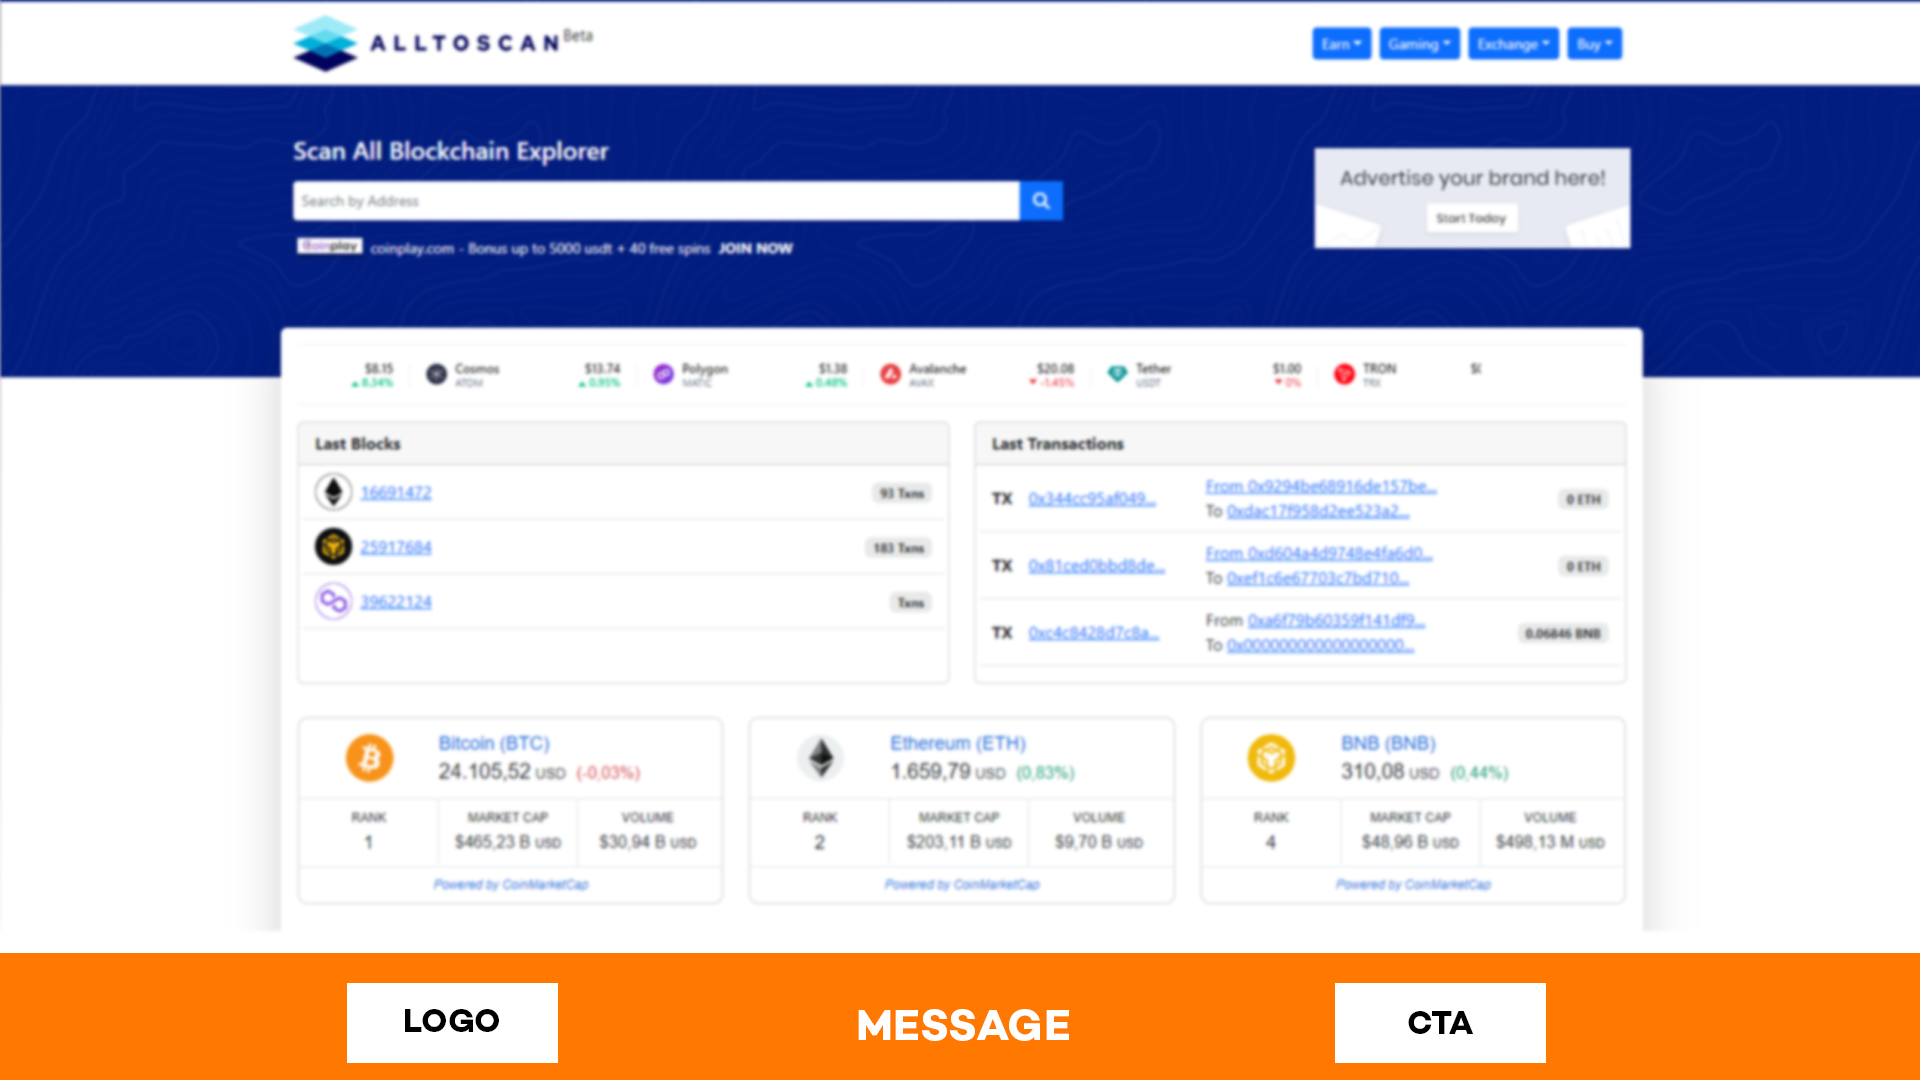 ALLTOSCAN Beta
Earn Gaming Exchange Buy
Scan All Blockchain Explorer
Search by Address
coinplay coinplay.com - Bonus up to 5000 usdt + 40 free spins JOIN NOW
Advertise your brand here!
Start Today
$8.15 Cosmos $13.74 Polygon $1.38 Avalanche $20.08 Tether $1.00 TRON
8.34% ATOM 0.95% MATIC 0.48% AVAX -1.45% USDT 0% TRX
Last Blocks
16691472 93 Txns
25917684 183 Txns
39622124 Txns
Last Transactions
TX 0x344cc95af049... From 0x9294be68916de157be... 0 ETH
To 0xdac17f958d2ee523a2...
TX 0x81ced0bbd8de... From 0xd604a4d9748e4fa6d0... 0 ETH
To 0xef1c6e67703c7bd710...
TX 0xc4c8428d7c8a... From 0xa6f79b60359f141df9... 0.06846 BNB
To 0x000000000000000000...
Bitcoin (BTC)
24.105,52 USD (-0,03%)
RANK MARKET CAP VOLUME
1 $465,23 B USD $30,94 B USD
Powered by CoinMarketCap
Ethereum (ETH)
1.659,79 USD (0,83%)
RANK MARKET CAP VOLUME
2 $203,11 B USD $9,70 B USD
Powered by CoinMarketCap
BNB (BNB)
310,08 USD (0,44%)
RANK MARKET CAP VOLUME
4 $48,96 B USD $498,13 M USD
Powered by CoinMarketCap
LOGO
MESSAGE
CTA